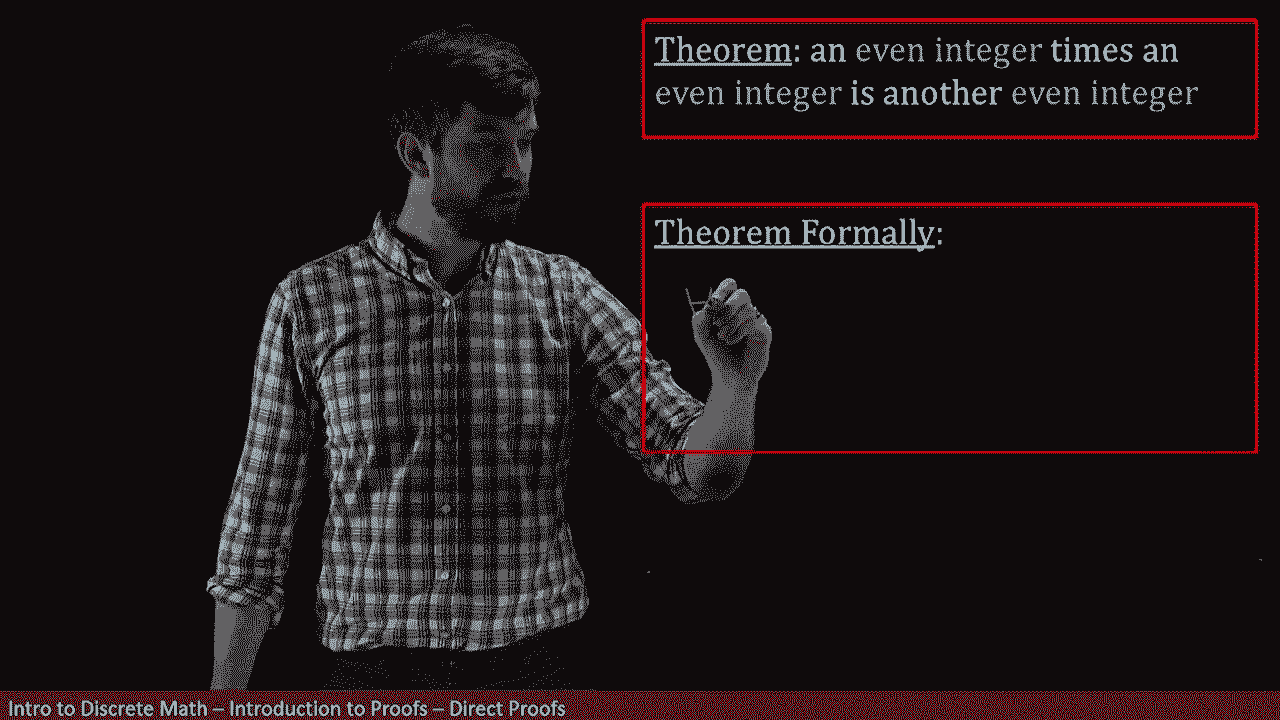 Theorem: an even integer times an
even integer is another even integer
Theorem Formally:
Intro to Discrete Math – Introduction to Proofs – Direct Proofs